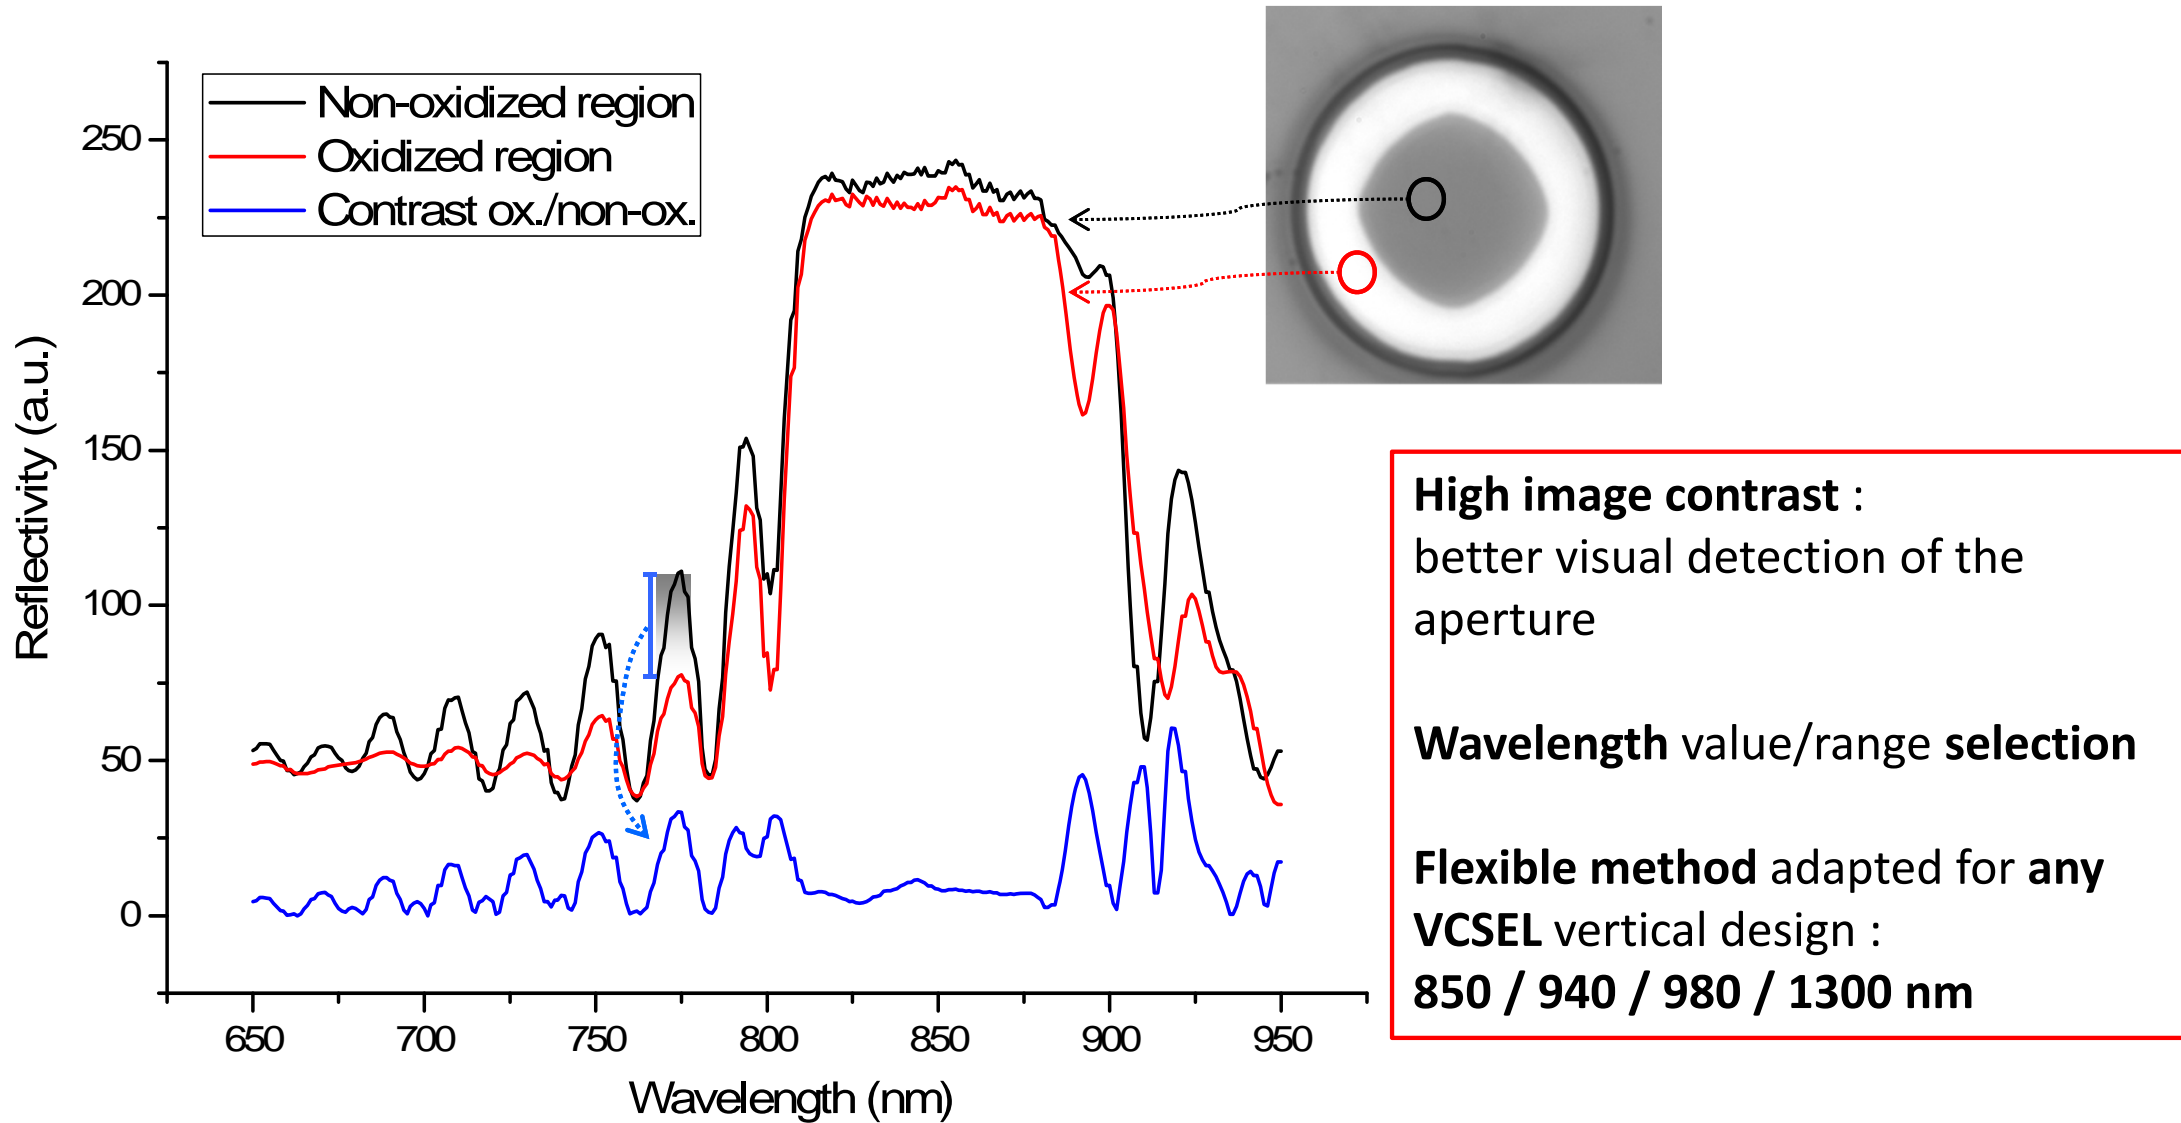 Non-oxidized region
Oxidized region
Contrast ox./non-ox.
Reflectivity (a.u.)
250
200
150
100
50
0
650 700 750 800 850 900 950
Wavelength (nm)
High image contrast :
better visual detection of the
aperture
Wavelength value/range selection
Flexible method adapted for any
VCSEL vertical design :
850 / 940 / 980 / 1300 nm